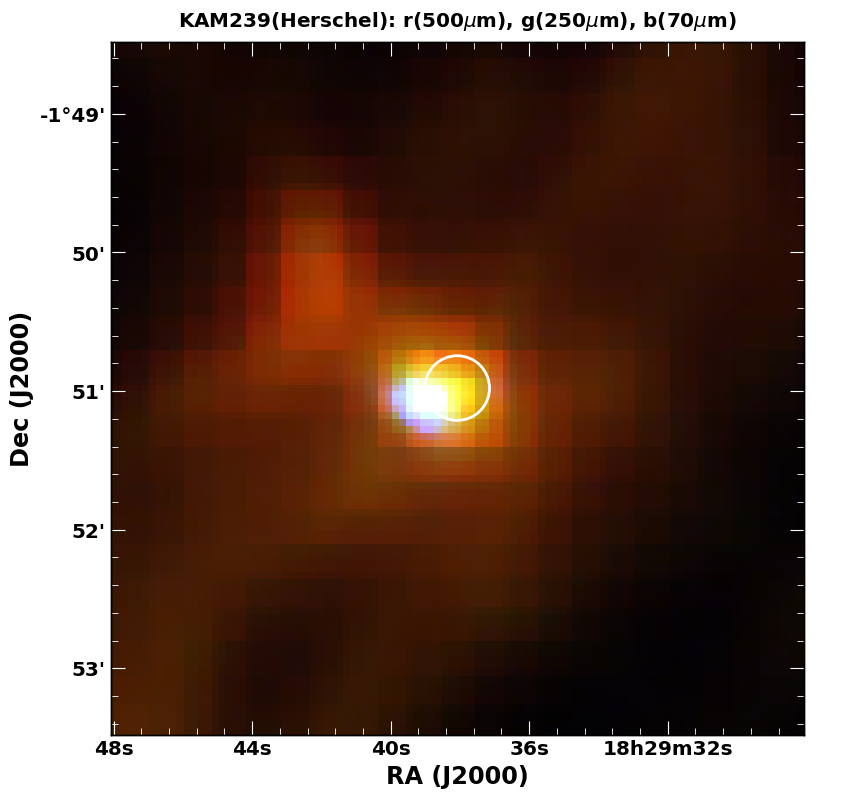 KAM239(Herschel): r(500μm), g(250μm), b(70μm)
-1°49'
50'
51'
52'
53'
Dec (J2000)
48s 44s 40s 36s 18h29m32s
RA (J2000)